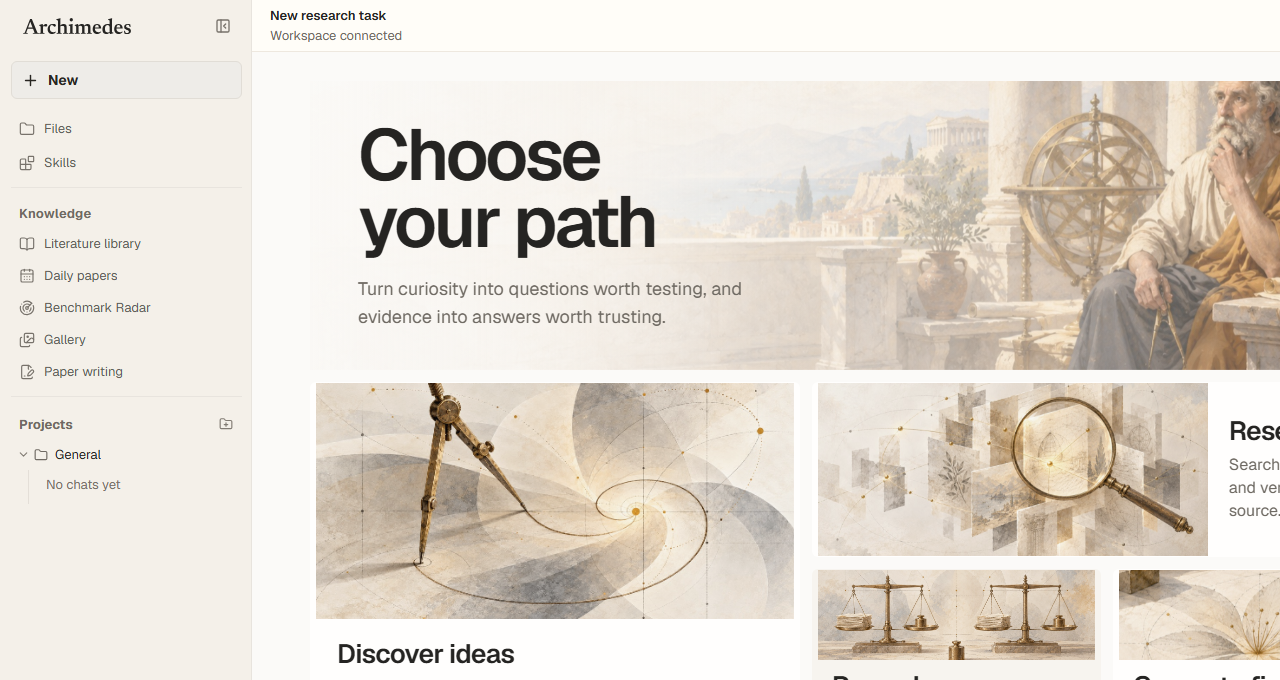 Archimedes
New
Files
Skills
Knowledge
Literature library
Daily papers
Benchmark Radar
Gallery
Paper writing
Projects
General
No chats yet
New research task
Workspace connected
Choose
your path
Turn curiosity into questions worth testing, and
evidence into answers worth trusting.
Discover ideas
Search
source.